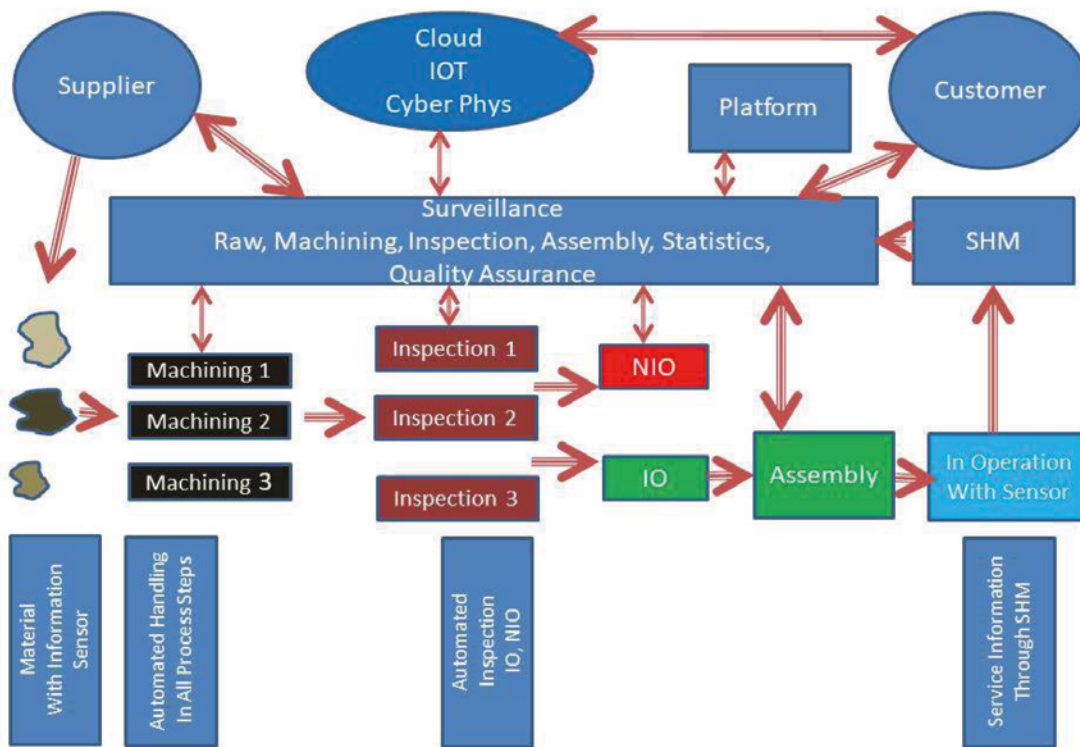 Supplier
Cloud
IOT
Cyber Phys
Platform
Customer
Surveillance
Raw, Machining, Inspection, Assembly, Statistics,
Quality Assurance
SHM
Machining 1
Machining 2
Machining 3
Inspection 1
Inspection 2
Inspection 3
NIO
IO
Assembly
In Operation
With Sensor
Material
With Information
Sensor
Automated Handling
In All Process Steps
Automated
Inspection
IO, NIO
Service Information
Through SHM